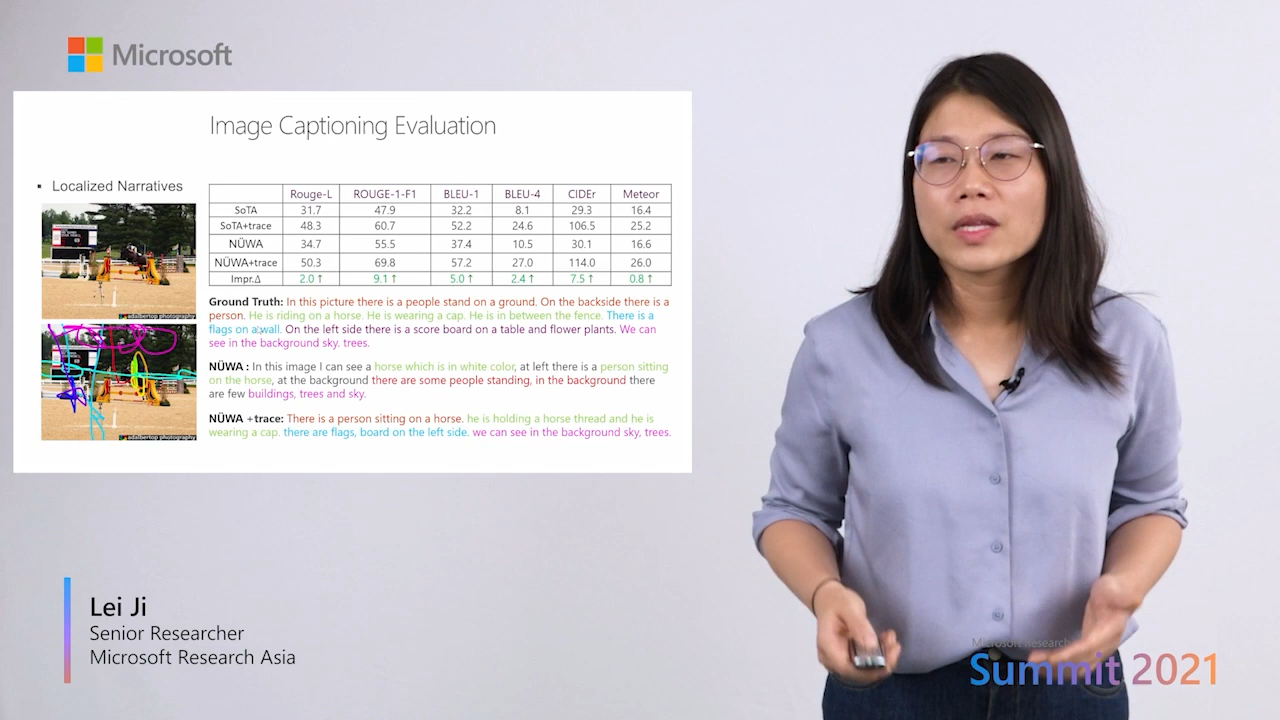 Microsoft
Image Captioning Evaluation
▪ Localized Narratives
Rouge-L ROUGE-1-F1 BLEU-1 BLEU-4 CIDEr Meteor
SoTA 31.7 47.9 32.2 8.1 29.3 16.4
SoTA+trace 48.3 60.7 52.2 24.6 106.5 25.2
NÜWA 34.7 55.5 37.4 10.5 30.1 16.6
NÜWA+trace 50.3 69.8 57.2 27.0 114.0 26.0
Impr.Δ 2.0 ↑ 9.1 ↑ 5.0 ↑ 2.4 ↑ 7.5 ↑ 0.8 ↑
adalbertop photography
Ground Truth: In this picture there is a people stand on a ground. On the backside there is a
person. He is riding on a horse. He is wearing a cap. He is in between the fence. There is a
flags on a wall. On the left side there is a score board on a table and flower plants. We can
see in the background sky. trees.
NÜWA : In this image I can see a horse which is in white color, at left there is a person sitting
on the horse, at the background there are some people standing, in the background there
are few buildings, trees and sky.
NÜWA +trace: There is a person sitting on a horse. he is holding a horse thread and he is
wearing a cap. there are flags, board on the left side. we can see in the background sky, trees.
adalbertop photography
Lei Ji
Senior Researcher
Microsoft Research Asia
Microsoft Research
Summit 2021